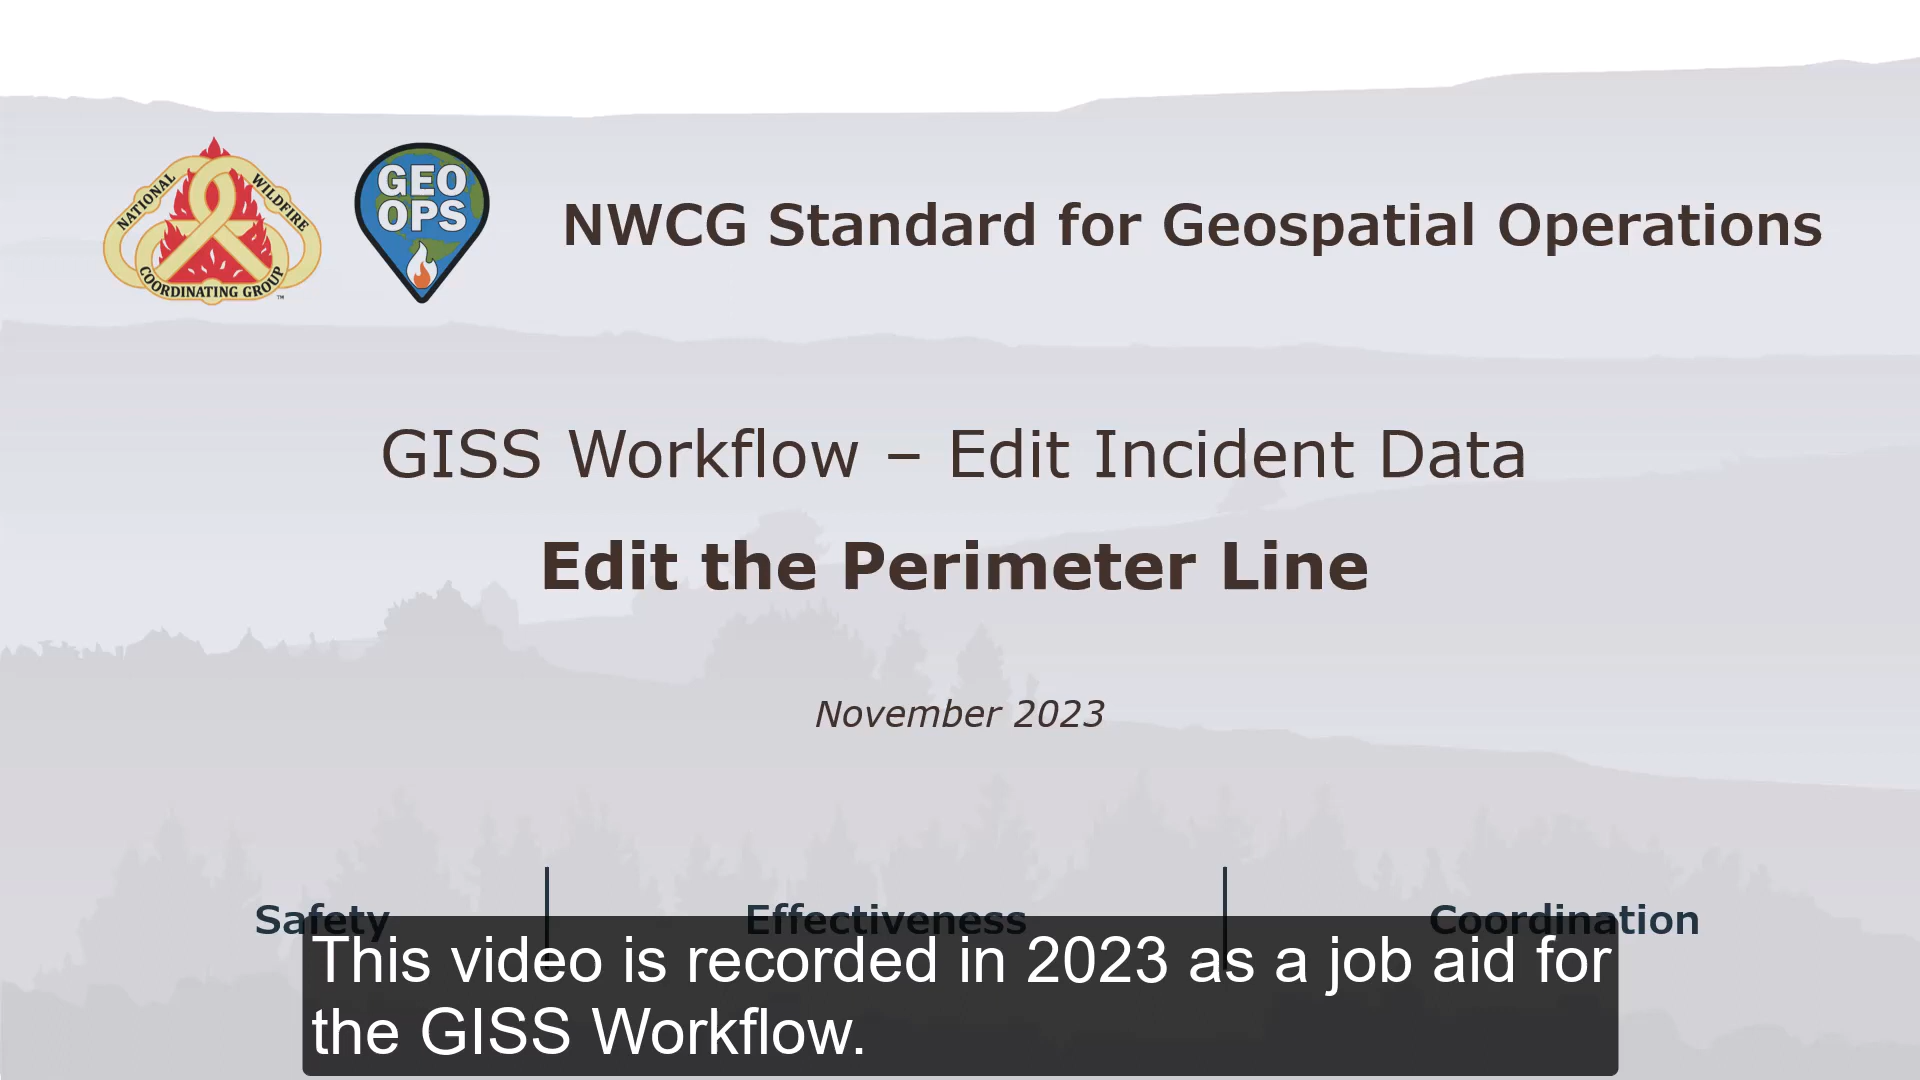 NATIONAL WILDFIRE
COORDINATING GROUP™
GEO
OPS
NWCG Standard for Geospatial Operations
GISS Workflow – Edit Incident Data
Edit the Perimeter Line
November 2023
Safety Effectiveness Coordination
This video is recorded in 2023 as a job aid for
the GISS Workflow.